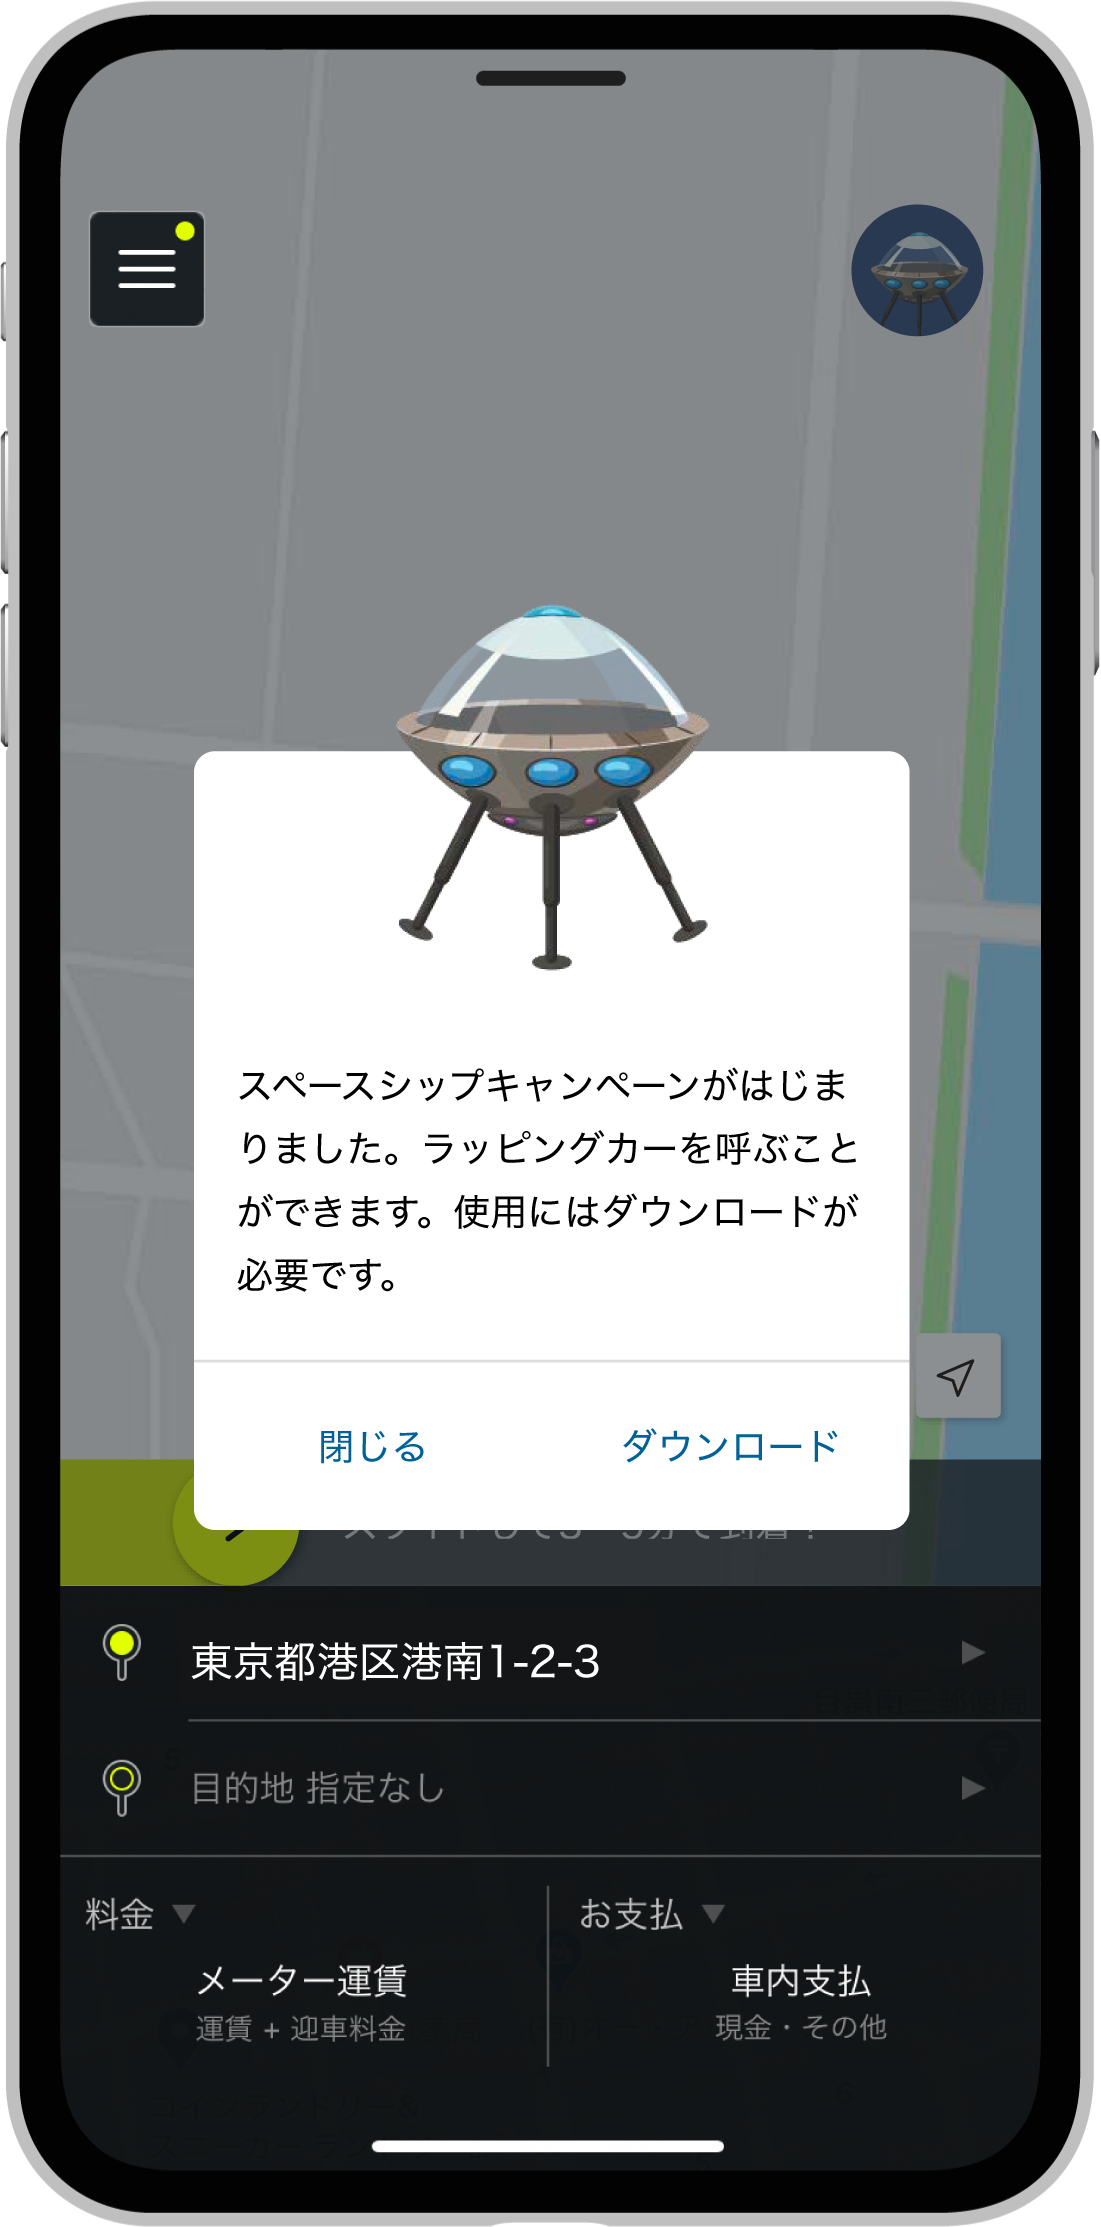 スペースシップキャンペーンがはじま
りました。ラッピングカーを呼ぶこと
ができます。使用にはダウンロードが
必要です。
閉じる ダウンロード
東京都港区港南1-2-3
目的地 指定なし
料金 ▼ お支払 ▼
メーター運賃 車内支払
運賃 + 迎車料金 現金・その他